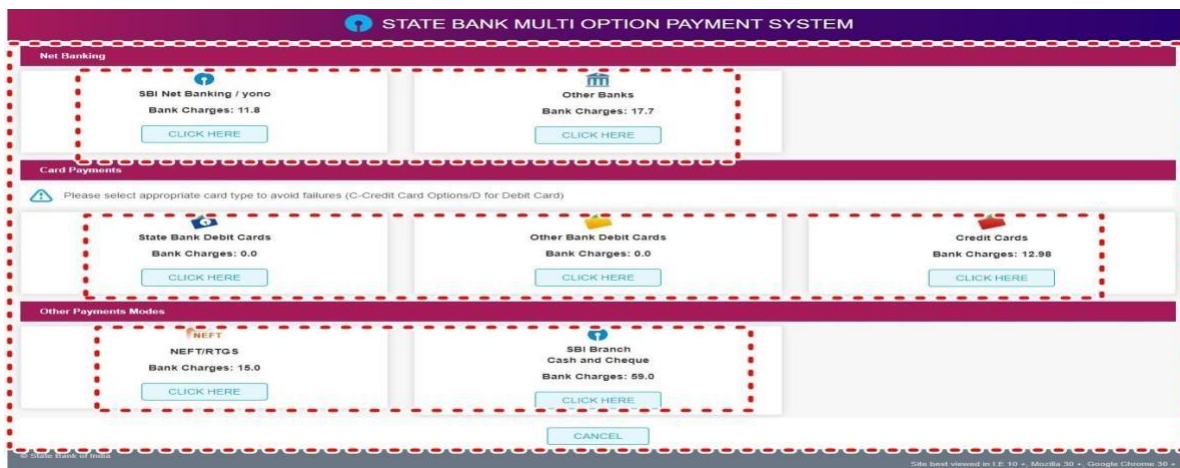 STATE BANK MULTI OPTION PAYMENT SYSTEM
Net Banking
SBI Net Banking / yono
Bank Charges: 11.8
CLICK HERE
Other Banks
Bank Charges: 17.7
CLICK HERE
Card Payments
Please select appropriate card type to avoid failures (C-Credit Card Options/D for Debit Card)
State Bank Debit Cards
Bank Charges: 0.0
CLICK HERE
Other Bank Debit Cards
Bank Charges: 0.0
CLICK HERE
Credit Cards
Bank Charges: 12.98
CLICK HERE
Other Payments Modes
NEFT
NEFT/RTGS
Bank Charges: 15.0
CLICK HERE
SBI Branch
Cash and Cheque
Bank Charges: 59.0
CLICK HERE
CANCEL
© State Bank of India
Site best viewed in I.E 10 +, Mozilla 30 +, Google Chrome 30 +